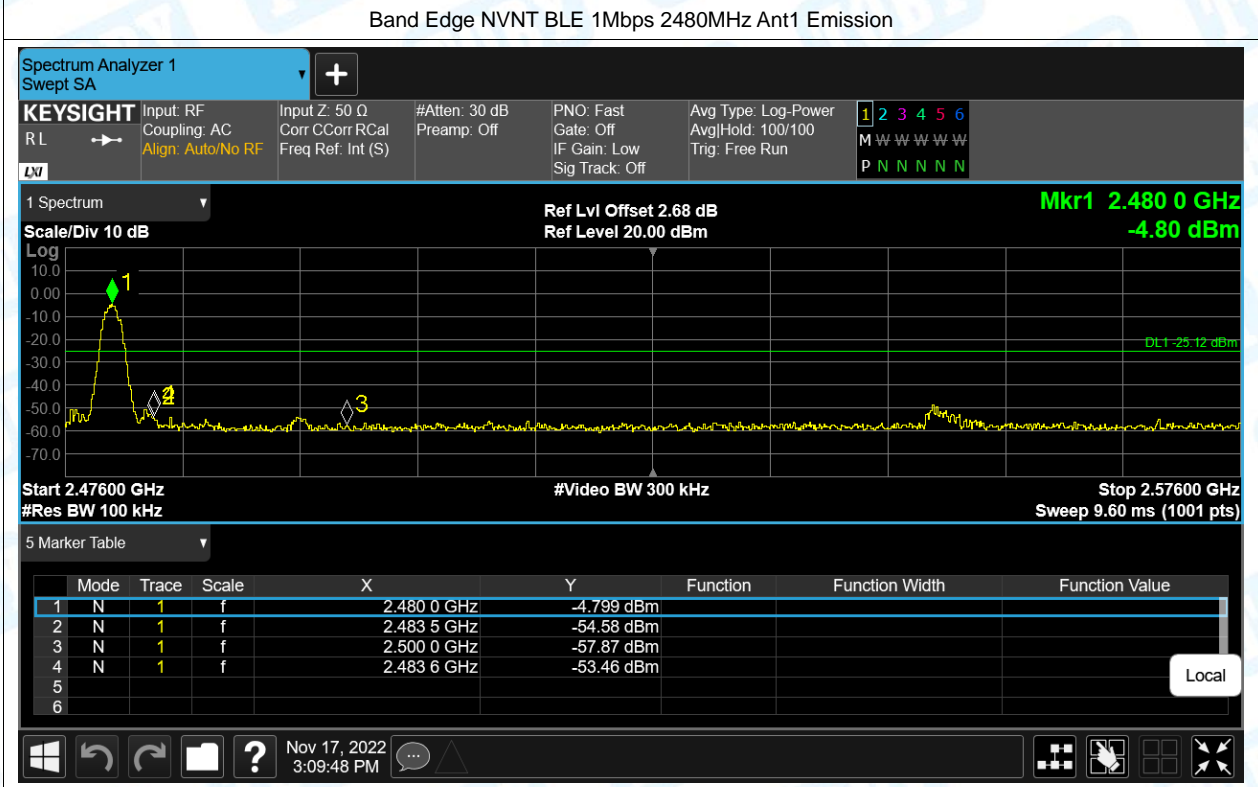 Band Edge NVNT BLE 1Mbps 2480MHz Ant1 Emission
Spectrum Analyzer 1
Swept SA
KEYSIGHT
RL
LXI
Input: RF
Coupling: AC
Align: Auto/No RF
Input Z: 50 Ω
Corr CCorr RCal
Freq Ref: Int (S)
#Atten: 30 dB
Preamp: Off
PNO: Fast
Gate: Off
IF Gain: Low
Sig Track: Off
Avg Type: Log-Power
Avg|Hold: 100/100
Trig: Free Run
1 2 3 4 5 6
M W W W W W
P N N N N N
1 Spectrum
Scale/Div 10 dB
Ref Lvl Offset 2.68 dB
Ref Level 20.00 dBm
Mkr1 2.480 0 GHz
-4.80 dBm
Log
10.0
0.00
-10.0
-20.0
-30.0
-40.0
-50.0
-60.0
-70.0
1
2
4
3
DL1 -25.12 dBm
Start 2.47600 GHz
#Video BW 300 kHz
Stop 2.57600 GHz
#Res BW 100 kHz
Sweep 9.60 ms (1001 pts)
5 Marker Table
Mode Trace Scale X Y Function Function Width Function Value
1 N 1 f 2.480 0 GHz -4.799 dBm
2 N 1 f 2.483 5 GHz -54.58 dBm
3 N 1 f 2.500 0 GHz -57.87 dBm
4 N 1 f 2.483 6 GHz -53.46 dBm
5
6
Local
?
Nov 17, 2022
3:09:48 PM